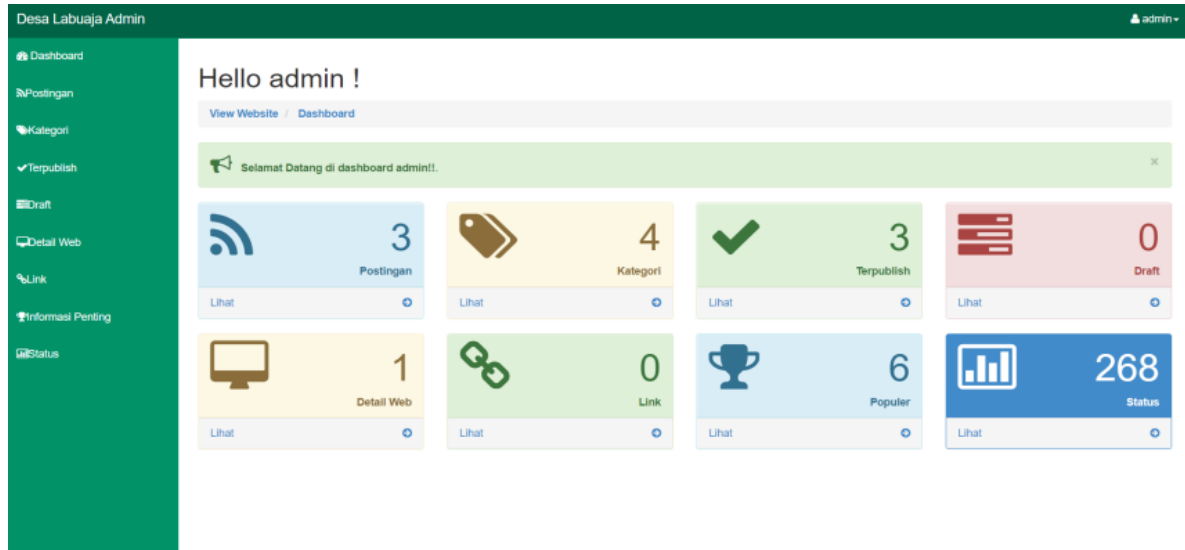 Desa Labuaja Admin
admin
Dashboard
Postingan
Kategori
Terpublish
Draft
Detail Web
Link
Informasi Penting
Status
Hello admin !
View Website / Dashboard
Selamat Datang di dashboard admin!!. ×
3
Postingan
Lihat
4
Kategori
Lihat
3
Terpublish
Lihat
0
Draft
Lihat
1
Detail Web
Lihat
0
Link
Lihat
6
Populer
Lihat
268
Status
Lihat